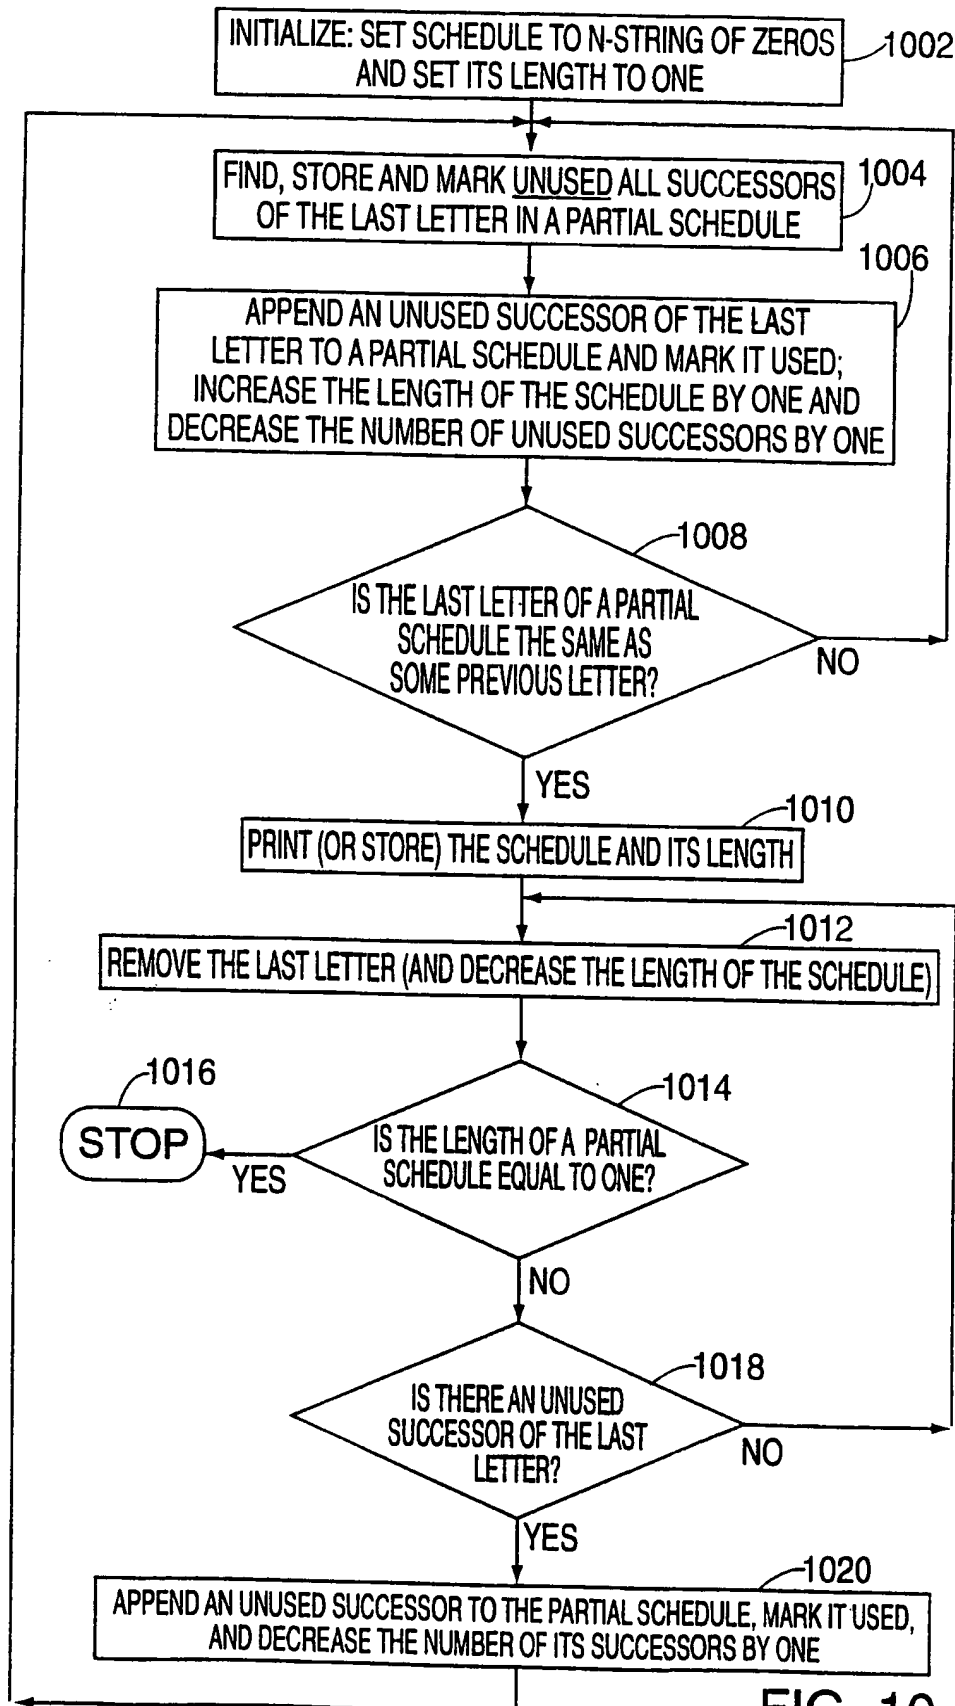 INITIALIZE: SET SCHEDULE TO N-STRING OF ZEROS
AND SET ITS LENGTH TO ONE
1002
FIND, STORE AND MARK UNUSED ALL SUCCESSORS
OF THE LAST LETTER IN A PARTIAL SCHEDULE
1004
1006
APPEND AN UNUSED SUCCESSOR OF THE LAST
LETTER TO A PARTIAL SCHEDULE AND MARK IT USED;
INCREASE THE LENGTH OF THE SCHEDULE BY ONE AND
DECREASE THE NUMBER OF UNUSED SUCCESSORS BY ONE
1008
IS THE LAST LETTER OF A PARTIAL
SCHEDULE THE SAME AS
SOME PREVIOUS LETTER?
NO
YES
1010
PRINT (OR STORE) THE SCHEDULE AND ITS LENGTH
1012
REMOVE THE LAST LETTER (AND DECREASE THE LENGTH OF THE SCHEDULE)
1016
STOP
YES
1014
IS THE LENGTH OF A PARTIAL
SCHEDULE EQUAL TO ONE?
NO
1018
IS THERE AN UNUSED
SUCCESSOR OF THE LAST
LETTER?
NO
YES
1020
APPEND AN UNUSED SUCCESSOR TO THE PARTIAL SCHEDULE, MARK IT USED,
AND DECREASE THE NUMBER OF ITS SUCCESSORS BY ONE
FIG. 10